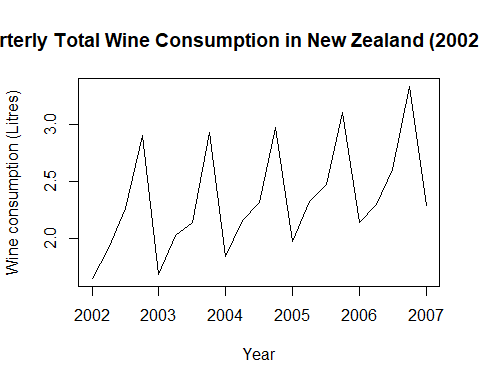 rterly Total Wine Consumption in New Zealand (2002
Wine consumption (Litres)
3.0
2.5
2.0
2002 2003 2004 2005 2006 2007
Year